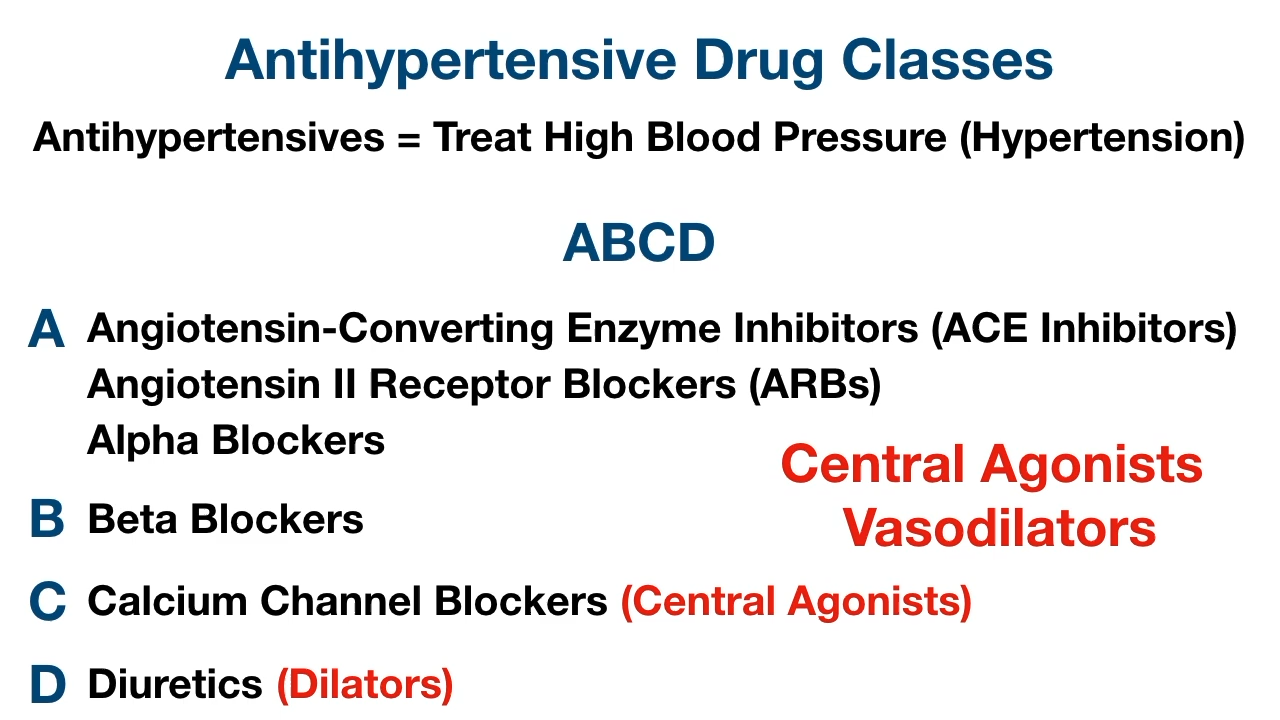 Antihypertensive Drug Classes
Antihypertensives = Treat High Blood Pressure (Hypertension)
ABCD
A Angiotensin-Converting Enzyme Inhibitors (ACE Inhibitors)
Angiotensin II Receptor Blockers (ARBs)
Alpha Blockers
Central Agonists
Vasodilators
B Beta Blockers
C Calcium Channel Blockers (Central Agonists)
D Diuretics (Dilators)